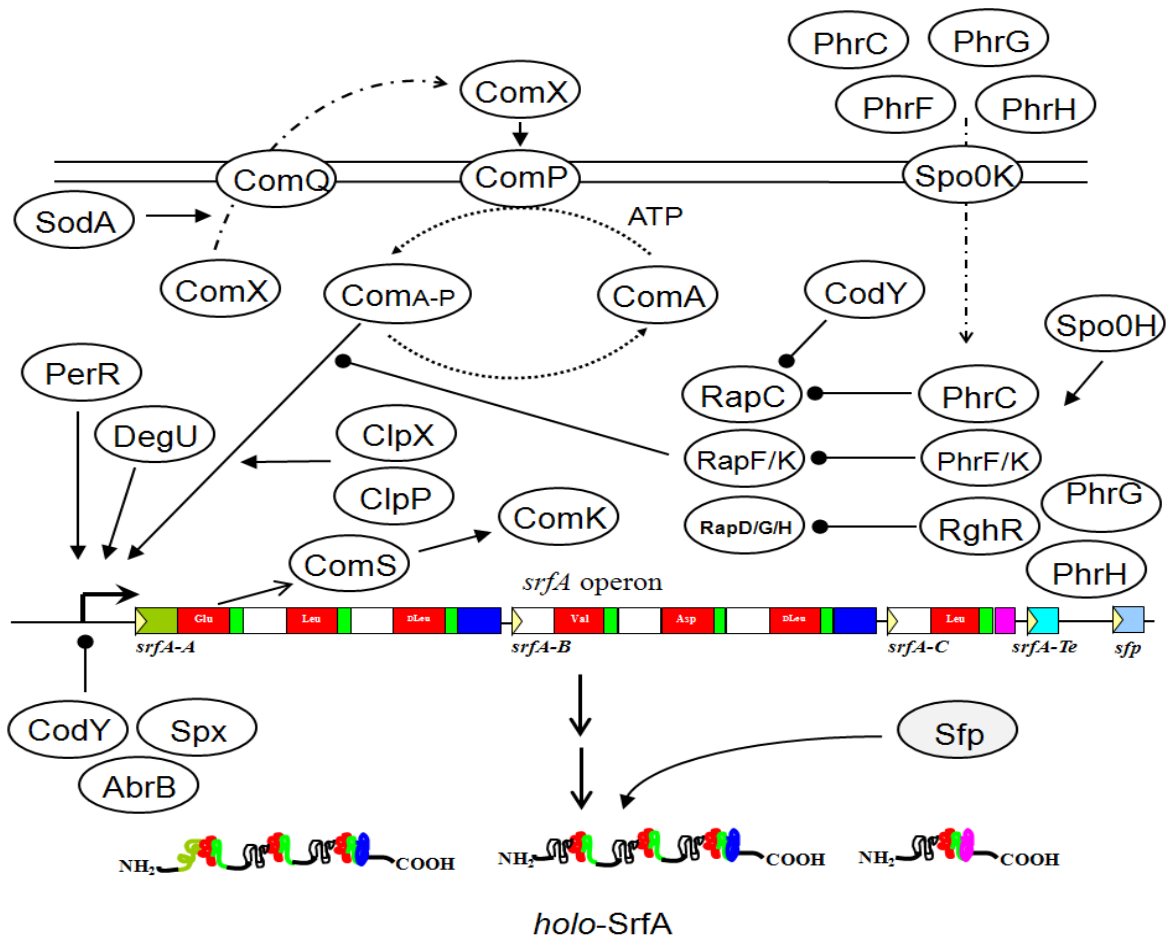 PhrC
PhrG
ComX
PhrF
PhrH
ComQ
ComP
Spo0K
SodA
ATP
ComX
ComA-P
ComA
CodY
Spo0H
PerR
RapC
PhrC
DegU
ClpX
RapF/K
PhrF/K
ClpP
PhrG
ComK
RapD/G/H
RghR
ComS
PhrH
srfA operon
Glu
Leu
DLeu
Val
Asp
DLeu
Leu
srfA-A
srfA-B
srfA-C
srfA-Te
sfp
CodY
Spx
Sfp
AbrB
NH2
COOH
NH2
COOH
NH2
COOH
holo-SrfA